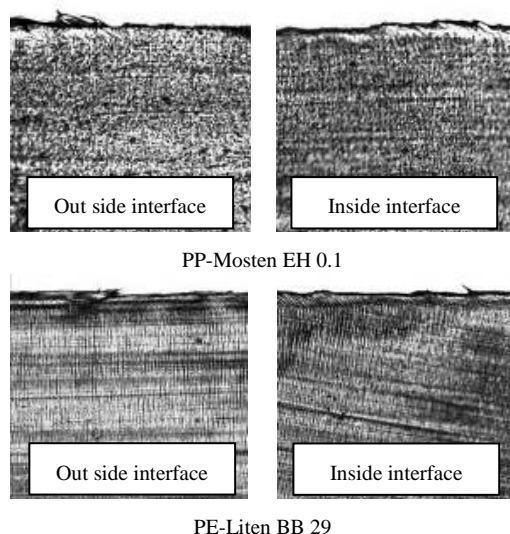 Out side interface
Inside interface
PP-Mosten EH 0.1
Out side interface
Inside interface
PE-Liten BB 29